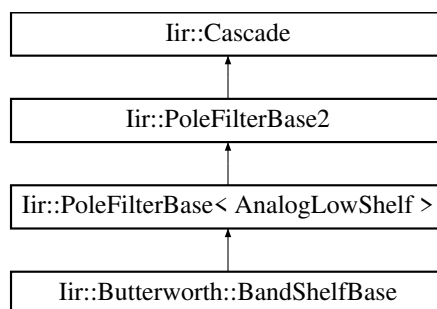 Iir::Cascade
Iir::PoleFilterBase2
Iir::PoleFilterBase< AnalogLowShelf >
Iir::Butterworth::BandShelfBase